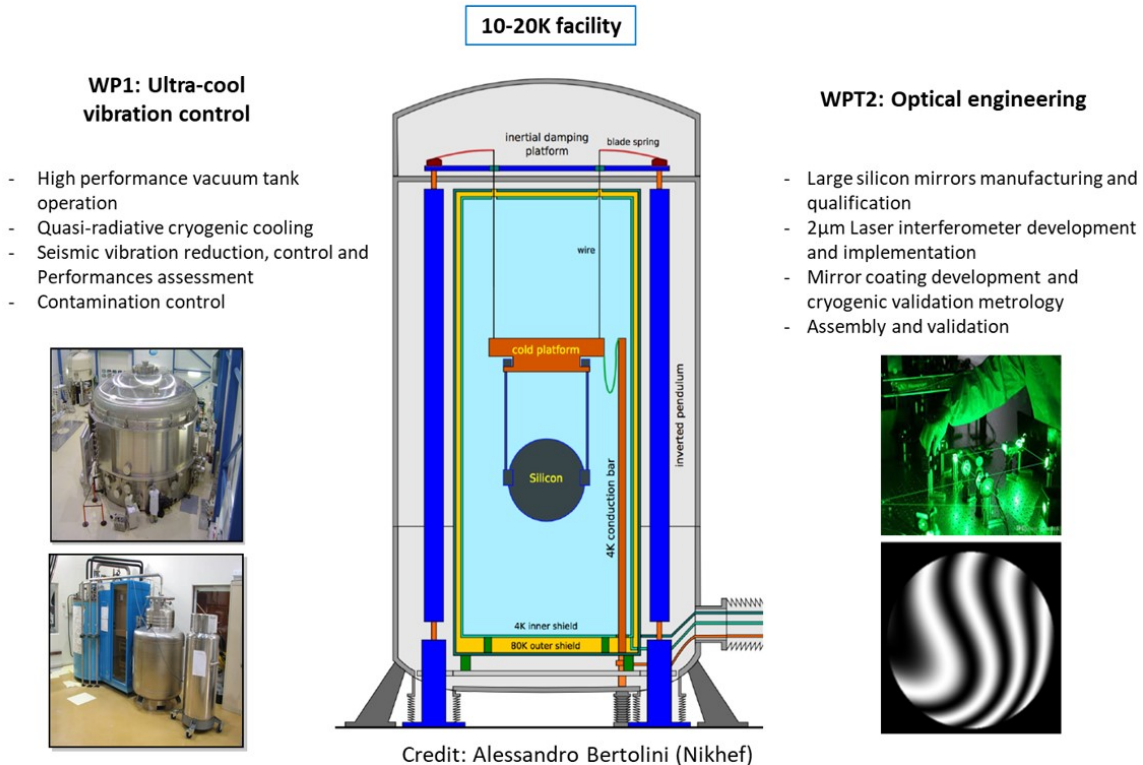 10-20K facility
WP1: Ultra-cool
vibration control
- High performance vacuum tank
operation
- Quasi-radiative cryogenic cooling
- Seismic vibration reduction, control and
Performances assessment
- Contamination control
inertial damping
platform
blade spring
wire
cold platform
Silicon
4K conduction bar
inverted pendulum
4K inner shield
80K outer shield
WPT2: Optical engineering
- Large silicon mirrors manufacturing and
qualification
- 2µm Laser interferometer development
and implementation
- Mirror coating development and
cryogenic validation metrology
- Assembly and validation
Credit: Alessandro Bertolini (Nikhef)